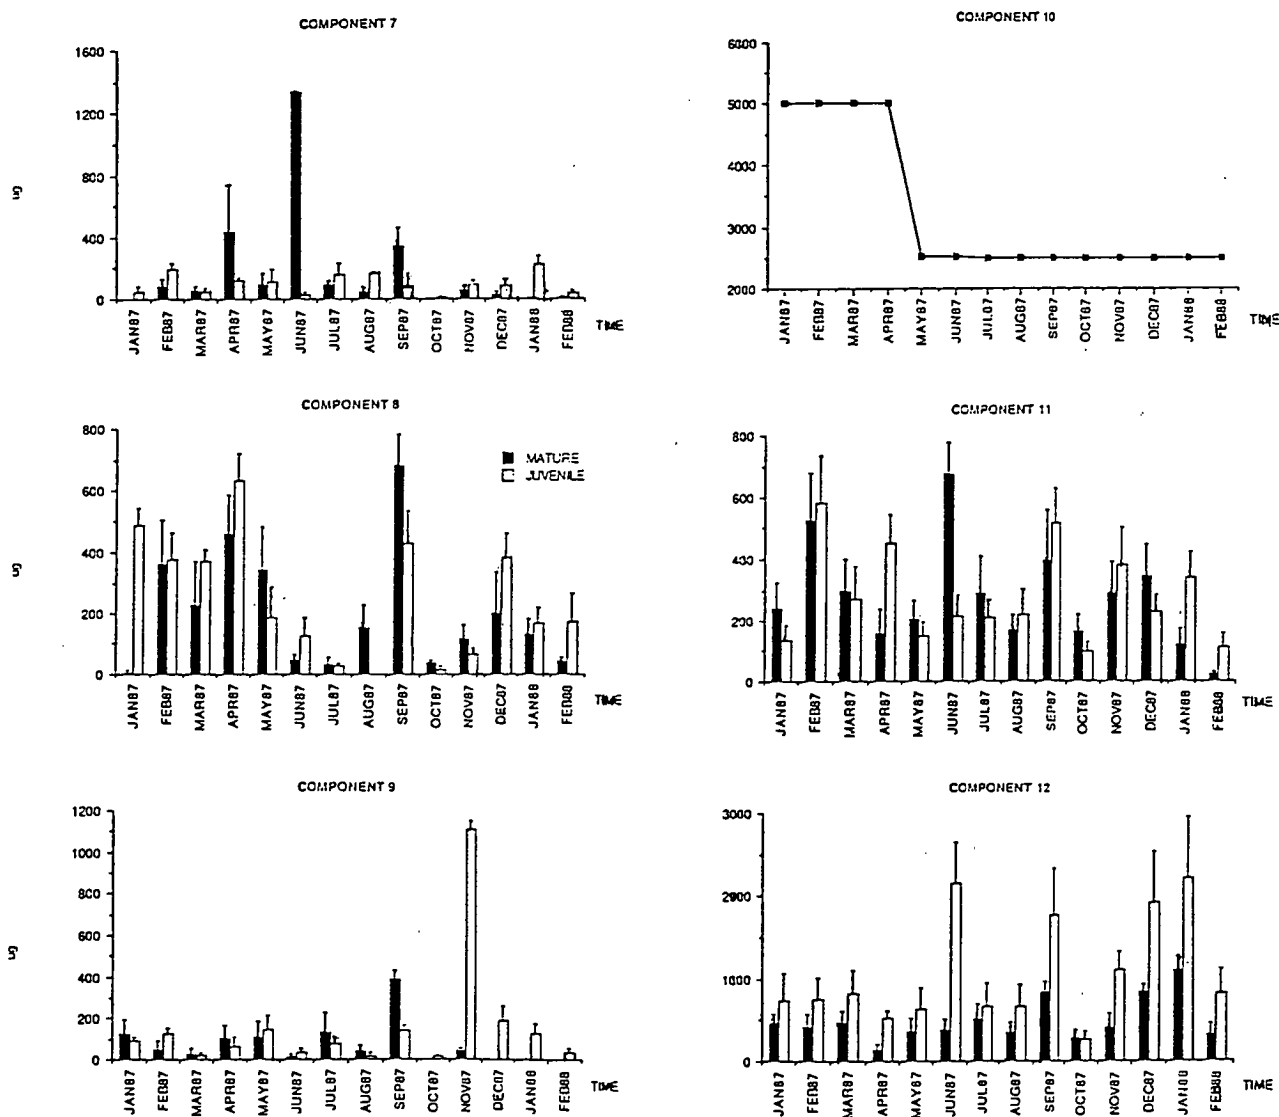 COMPONENT 7
1600
1200
800
400
0
JAN87
FEB87
MAR87
APR87
MAY87
JUN87
JUL87
AUG87
SEP87
OCT87
NOV87
DEC87
JAN88
FEB88
TIME
COMPONENT 10
6000
5000
4000
3000
2000
JAN87
FEB87
MAR87
APR87
MAY87
JUN87
JUL87
AUG87
SEP87
OCT87
NOV87
DEC87
JAN88
FEB88
TIME
COMPONENT 8
800
600
400
200
0
MATURE
JUVENILE
JAN87
FEB87
MAR87
APR87
MAY87
JUN87
JUL87
AUG87
SEP87
OCT87
NOV87
DEC87
JAN88
FEB88
TIME
COMPONENT 11
800
600
400
200
0
JAN87
FEB87
MAR87
APR87
MAY87
JUN87
JUL87
AUG87
SEP87
OCT87
NOV87
DEC87
JAN88
FEB88
TIME
COMPONENT 9
1200
1000
800
600
400
200
0
JAN87
FEB87
MAR87
APR87
MAY87
JUN87
JUL87
AUG87
SEP87
OCT87
NOV87
DEC87
JAN88
FEB88
TIME
COMPONENT 12
3000
2000
1000
0
JAN87
FEB87
MAR87
APR87
MAY87
JUN87
JUL87
AUG87
SEP87
OCT87
NOV87
DEC87
JAN88
FEB88
TIME